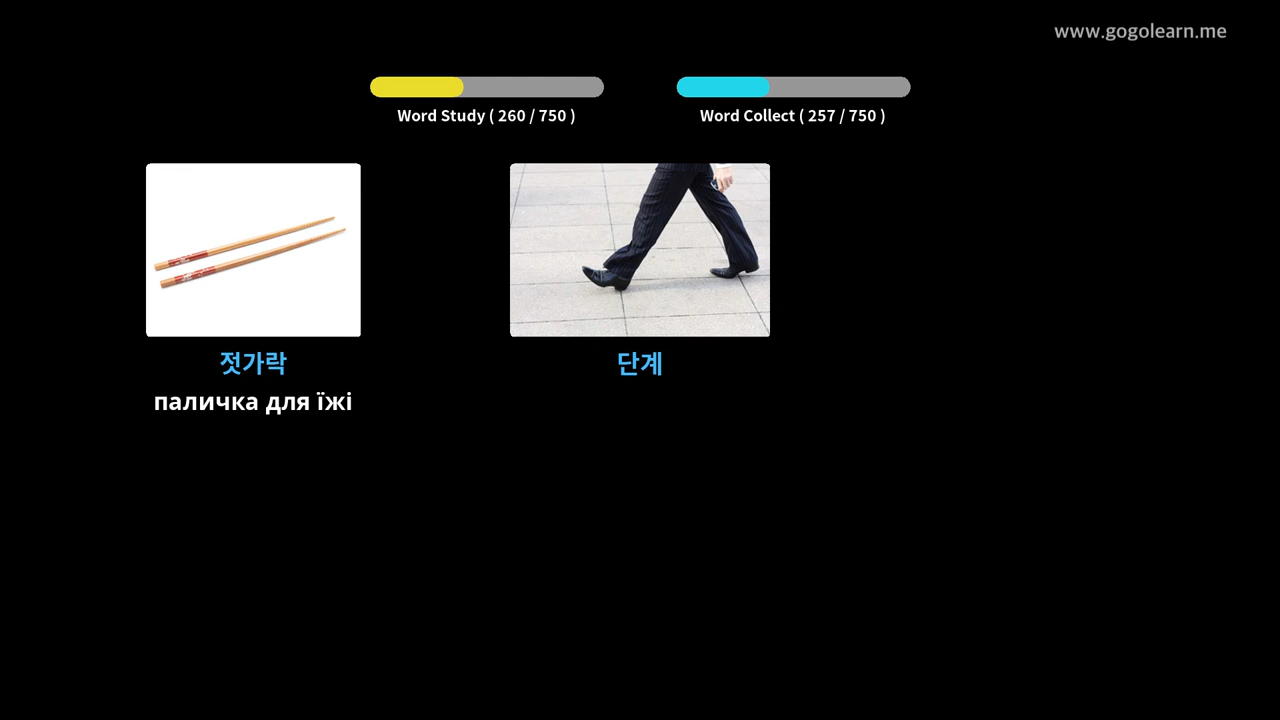 www.gogolearn.me
Word Study ( 260 / 750 )
Word Collect ( 257 / 750 )
젓가락
단계
паличка для їжі